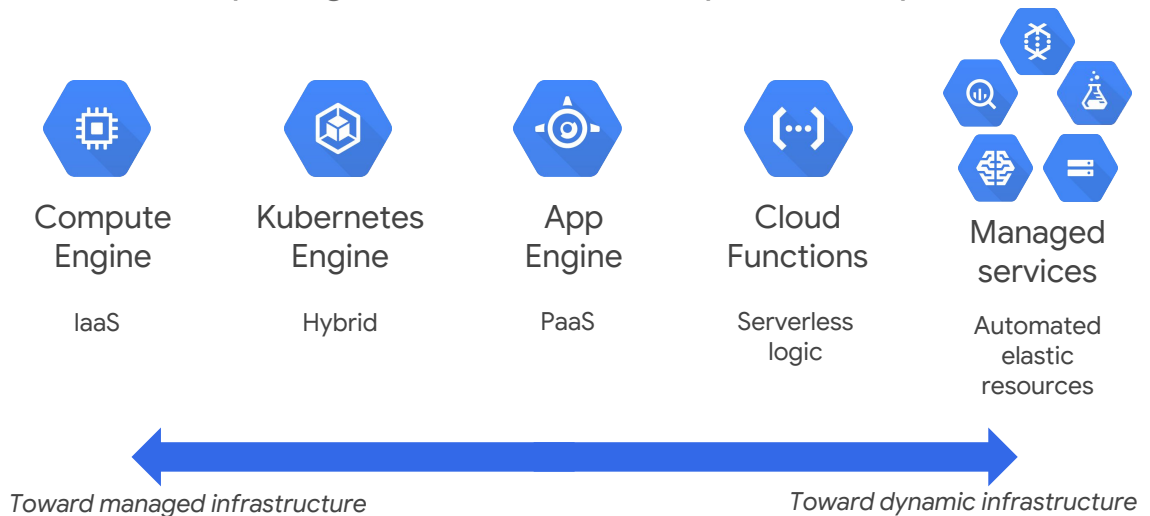 Compute
Engine
IaaS
Kubernetes
Engine
Hybrid
App
Engine
PaaS
Cloud
Functions
Serverless
logic
Managed
services
Automated
elastic
resources
Toward managed infrastructure
Toward dynamic infrastructure